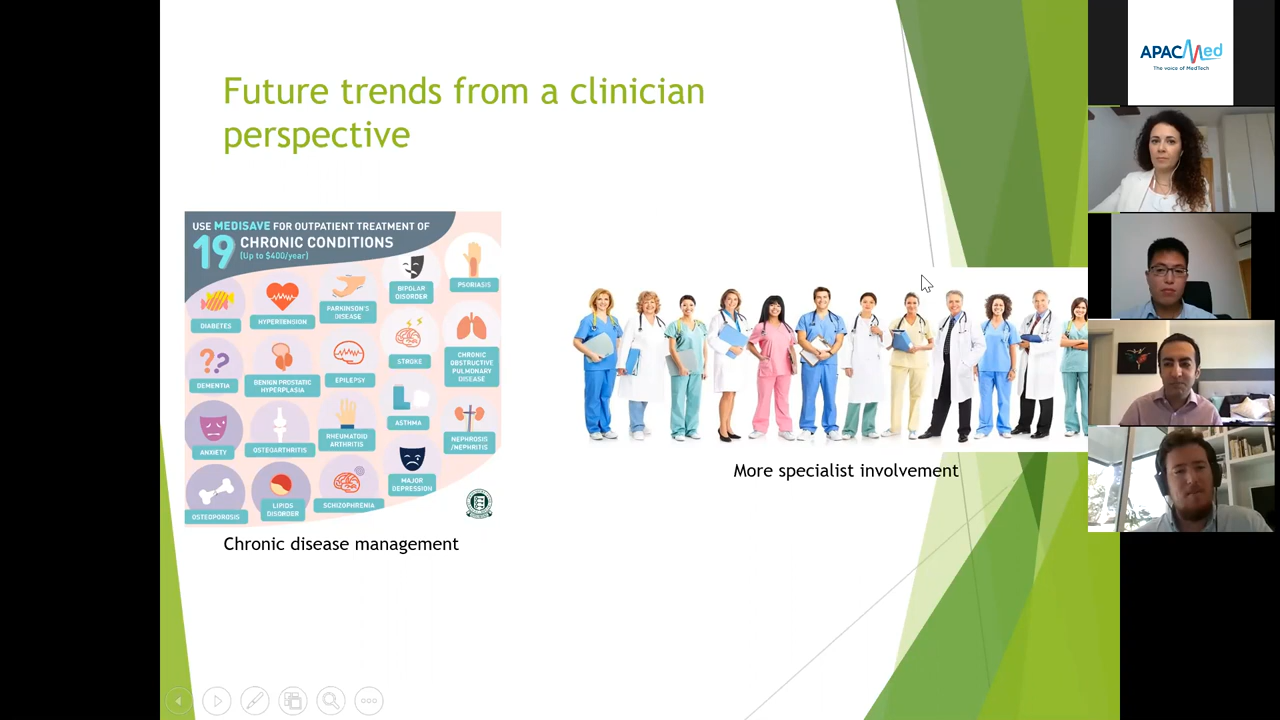 Future trends from a clinician
perspective
USE MEDISAVE FOR OUTPATIENT TREATMENT OF
19 CHRONIC CONDITIONS
(Up to $400/year)
DIABETES
HYPERTENSION
PARKINSON'S
DISEASE
BIPOLAR
DISORDER
PSORIASIS
DEMENTIA
BENIGN PROSTATIC
HYPERPLASIA
EPILEPSY
STROKE
CHRONIC
OBSTRUCTIVE
PULMONARY
DISEASE
ANXIETY
OSTEOARTHRITIS
RHEUMATOID
ARTHRITIS
ASTHMA
NEPHROSIS
/NEPHRITIS
OSTEOPOROSIS
LIPIDS
DISORDER
SCHIZOPHRENIA
MAJOR
DEPRESSION
Chronic disease management
More specialist involvement
APACMed
The voice of MedTech